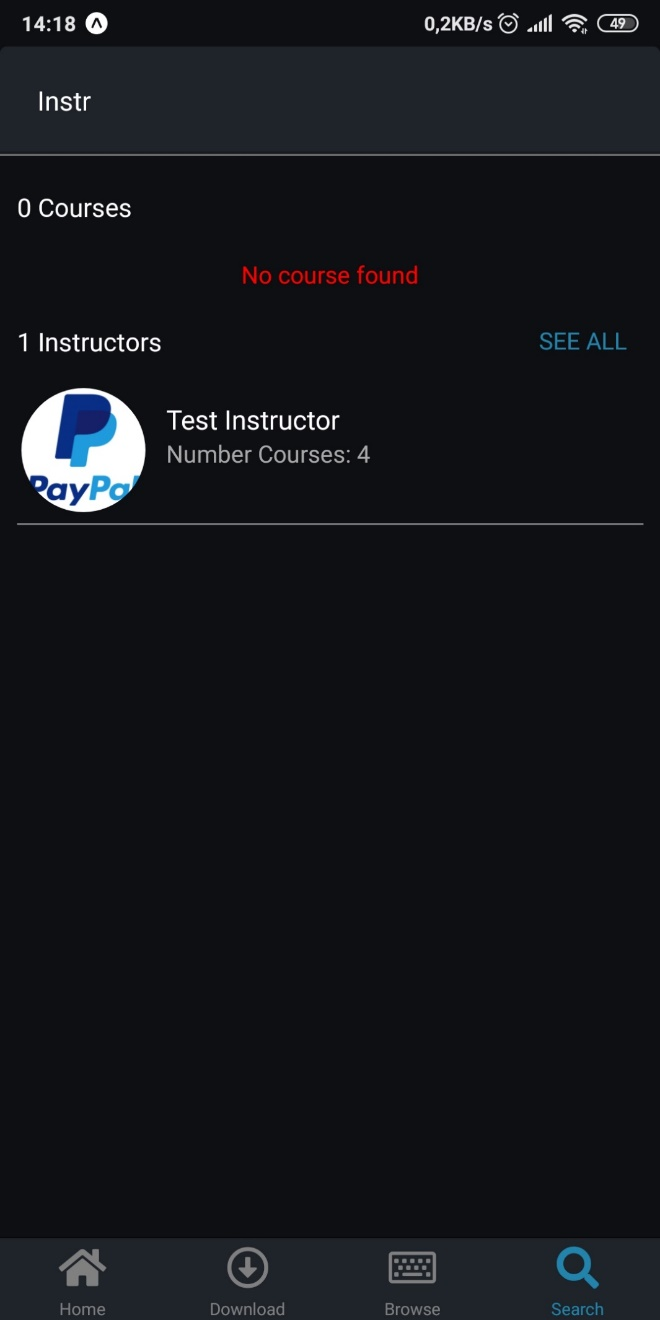 14:18 0,2KB/s 49
Instr
0 Courses
No course found
1 Instructors SEE ALL
Test Instructor
Number Courses: 4
PayPal
Home Download Browse Search